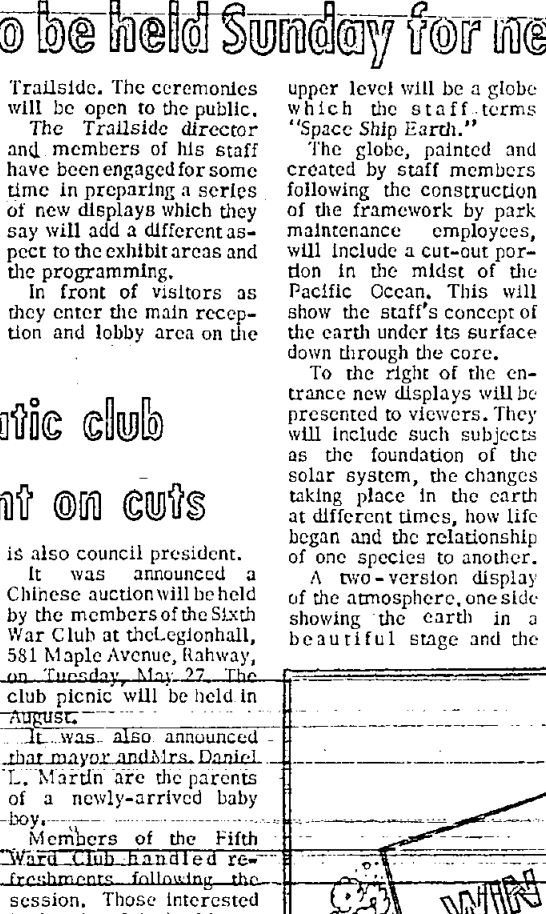 o be held Sunday for ne
Trailside. The ceremonies
will be open to the public.
The Trailside director
and members of his staff
have been engaged for some
time in preparing a series
of new displays which they
say will add a different as-
pect to the exhibit areas and
the programming.
In front of visitors as
they enter the main recep-
tion and lobby area on the
upper level will be a globe
which the staff terms
"Space Ship Earth."
The globe, painted and
created by staff members
following the construction
of the framework by park
maintenance employees,
will include a cut-out por-
tion in the midst of the
Pacific Ocean. This will
show the staff's concept of
the earth under its surface
down through the core.
To the right of the en-
trance new displays will be
presented to viewers. They
will include such subjects
as the foundation of the
solar system, the changes
taking place in the earth
at different times, how life
began and the relationship
of one species to another.
A two-version display
of the atmosphere, one side
showing the earth in a
beautiful stage and the
atic club
nt on cuts
is also council president.
It was announced a
Chinese auction will be held
by the members of the Sixth
War Club at the Legion hall,
581 Maple Avenue, Rahway,
on Tuesday, May 27. The
club picnic will be held in
August.
It was also announced
that mayor and Mrs. Daniel
L. Martin are the parents
of a newly-arrived baby
boy.
Members of the Fifth
Ward Club handled re-
freshments following the
session. Those interested
WIN